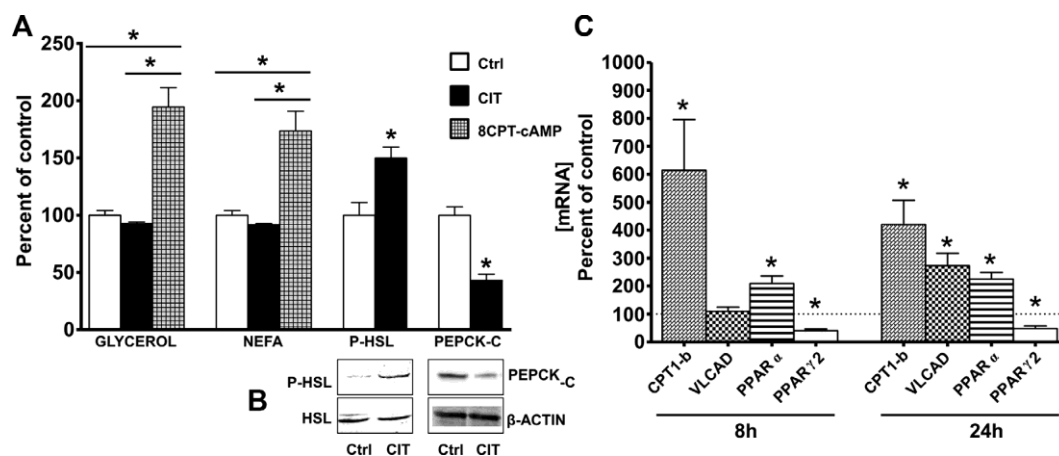 A
Percent of control
250
200
150
100
50
0
* * * * * *
Ctrl
CIT
8CPT-cAMP
GLYCEROL NEFA P-HSL PEPCK-C
B
P-HSL
HSL
PEPCK-C
β-ACTIN
Ctrl CIT Ctrl CIT
C
[mRNA]
Percent of control
1000
900
800
700
600
500
400
300
200
100
0
* * * * * * *
CPT1-b VLCAD PPAR α PPARγ2 CPT1-b VLCAD PPAR α PPARγ2
8h 24h